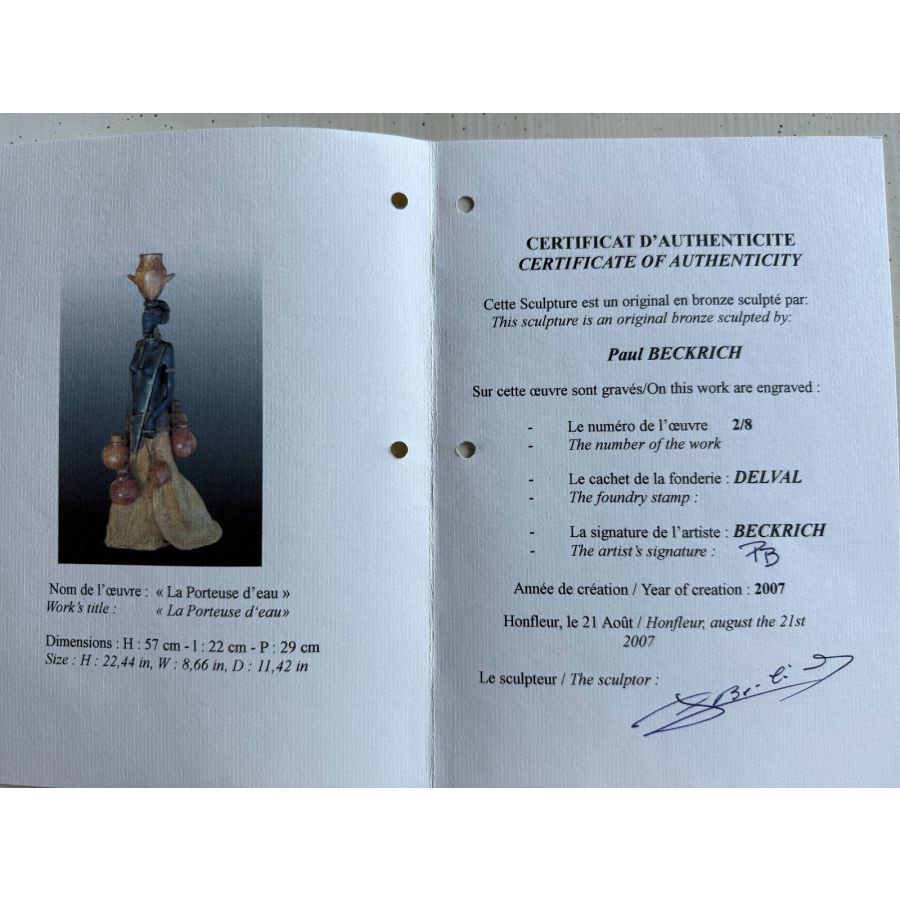 Nom de l'œuvre : « La Porteuse d'eau »
Work's title : « La Porteuse d'eau»
Dimensions : H : 57 cm - l : 22 cm - P : 29 cm
Size : H : 22,44 in, W : 8,66 in, D : 11,42 in
CERTIFICAT D'AUTHENTICITE
CERTIFICATE OF AUTHENTICITY
Cette Sculpture est un original en bronze sculpté par:
This sculpture is an original bronze sculpted by:
Paul BECKRICH
Sur cette œuvre sont gravés/On this work are engraved :
- Le numéro de l'œuvre 2/8
- The number of the work
- Le cachet de la fonderie : DELVAL
- The foundry stamp :
- La signature de l'artiste : BECKRICH
- The artist's signature : PB
Année de création / Year of creation : 2007
Honfleur, le 21 Août / Honfleur, august the 21st
2007
Le sculpteur / The sculptor :